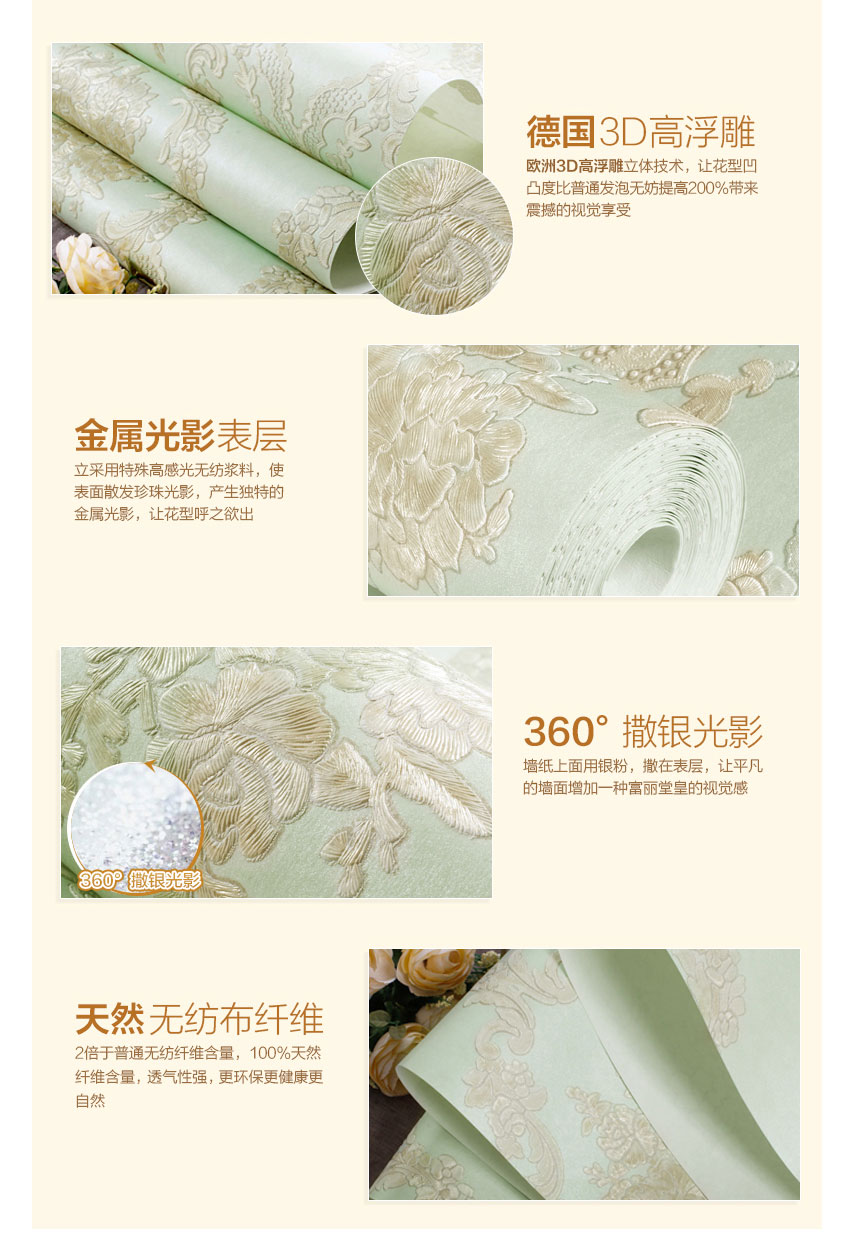 德国3D高浮雕
欧洲3D高浮雕立体技术，让花型凹
凸度比普通发泡无妨提高200%带来
震撼的视觉享受
金属光影表层
立采用特殊高感光无纺浆料，使
表面散发珍珠光影，产生独特的
金属光影，让花型呼之欲出
360° 撒银光影
墙纸上面用银粉，撒在表层，让平凡
的墙面增加一种富丽堂皇的视觉感
360° 撒银光影
天然无纺布纤维
2倍于普通无纺纤维含量，100%天然
纤维含量，透气性强，更环保更健康更
自然